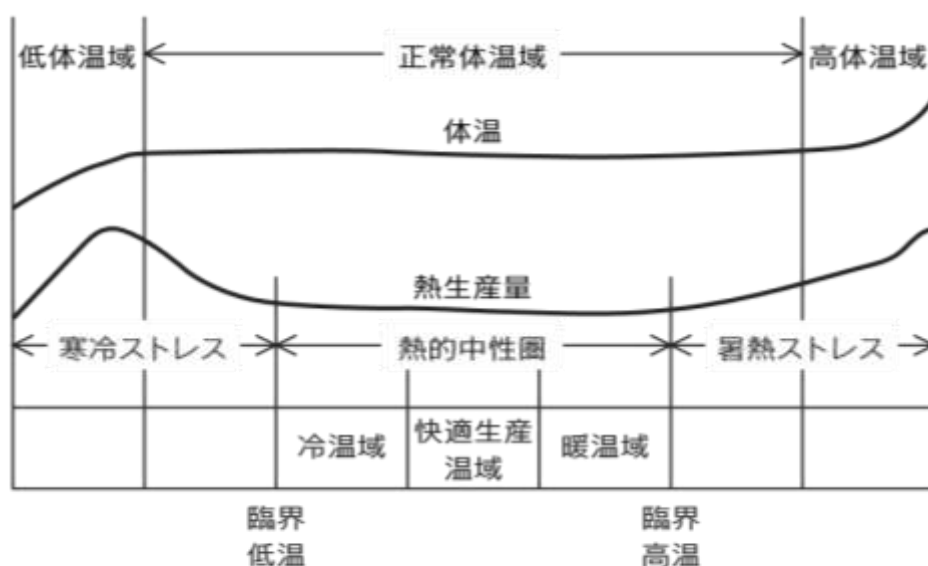 低体温域 正常体温域 高体温域
体温
熱生産量
寒冷ストレス 熱的中性圏 暑熱ストレス
冷温域 快適生産温域 暖温域
臨界低温 臨界高温